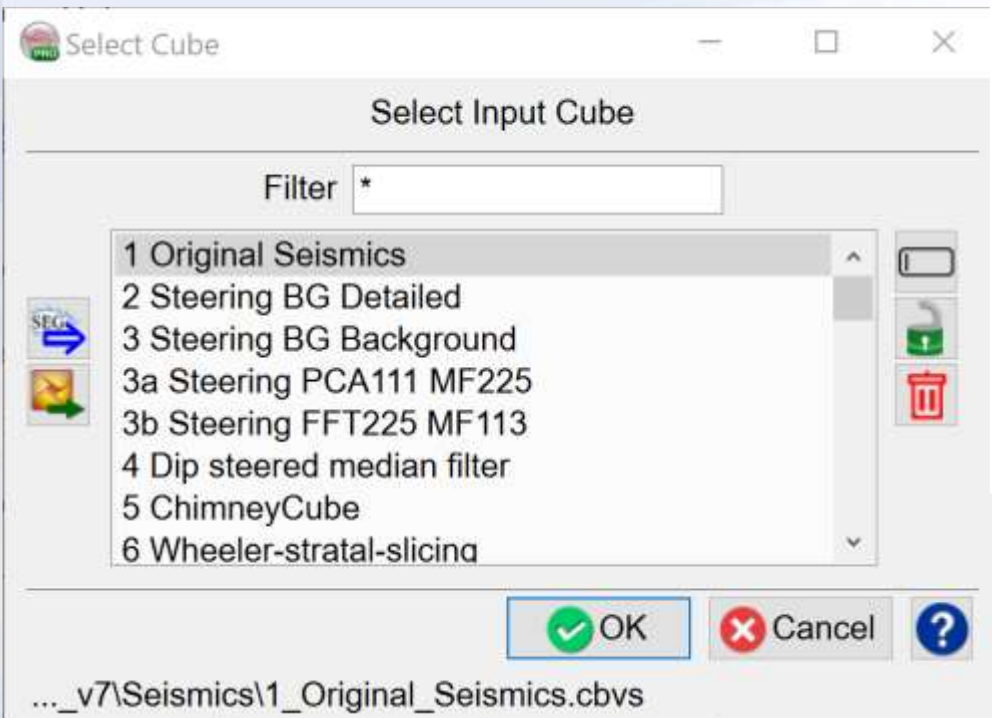 Select Cube
Select Input Cube
Filter *
1 Original Seismics
2 Steering BG Detailed
3 Steering BG Background
3a Steering PCA111 MF225
3b Steering FFT225 MF113
4 Dip steered median filter
5 ChimneyCube
6 Wheeler-stratal-slicing
SEG
OK
Cancel
?
..._v7\Seismics\1_Original_Seismics.cbvs